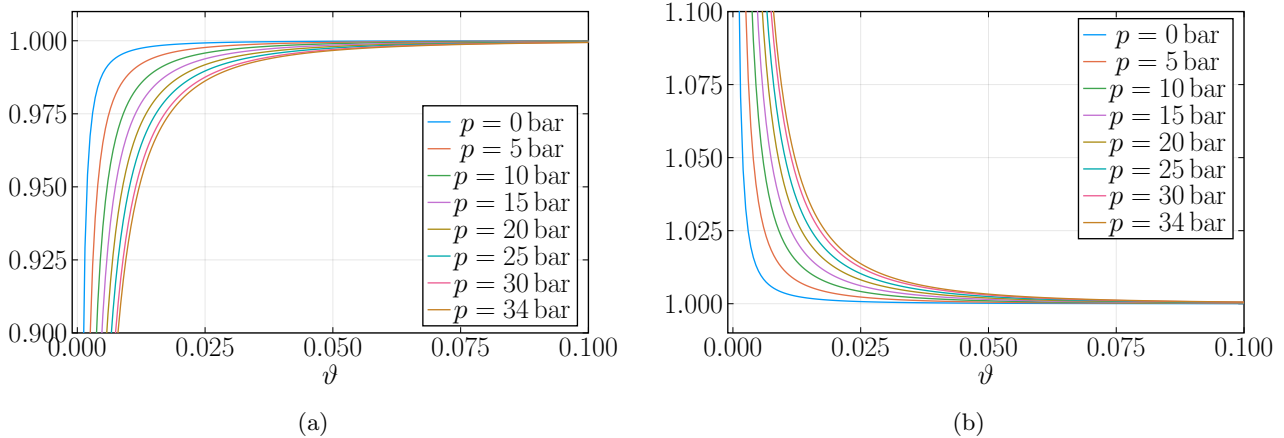 1.000
0.975
0.950
0.925
0.900
0.000 0.025 0.050 0.075 0.100
ϑ
p = 0 bar
p = 5 bar
p = 10 bar
p = 15 bar
p = 20 bar
p = 25 bar
p = 30 bar
p = 34 bar
(a)
1.100
1.075
1.050
1.025
1.000
0.000 0.025 0.050 0.075 0.100
ϑ
p = 0 bar
p = 5 bar
p = 10 bar
p = 15 bar
p = 20 bar
p = 25 bar
p = 30 bar
p = 34 bar
(b)